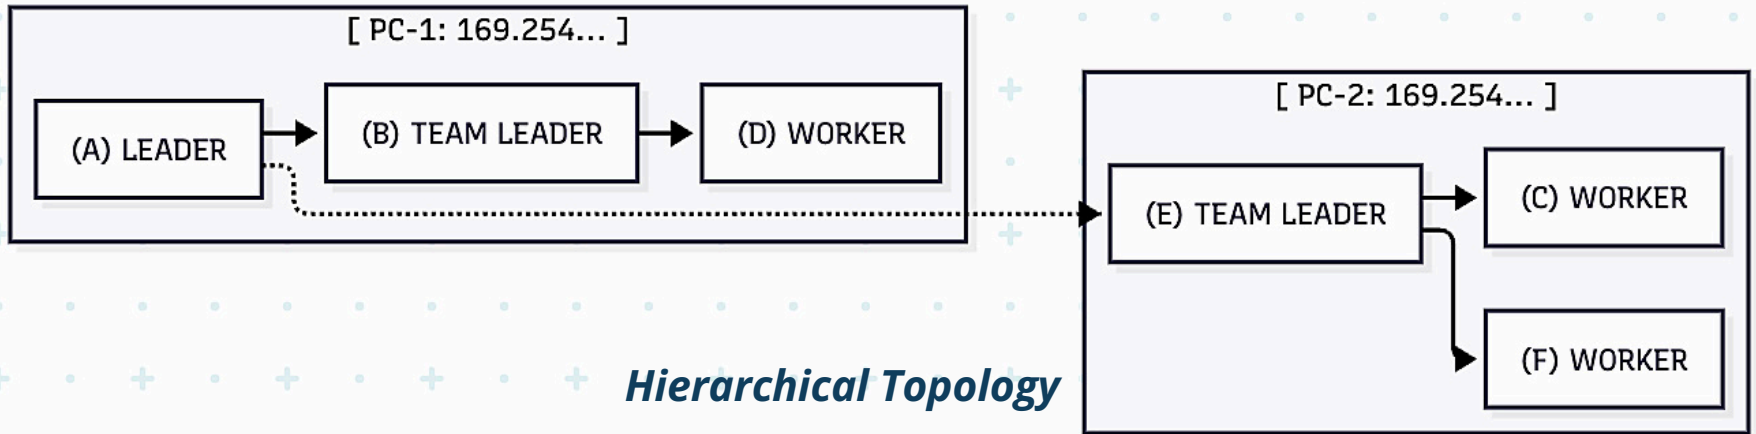 [ PC-1: 169.254... ]
(A) LEADER
(B) TEAM LEADER
(D) WORKER
[ PC-2: 169.254... ]
(E) TEAM LEADER
(C) WORKER
(F) WORKER
Hierarchical Topology